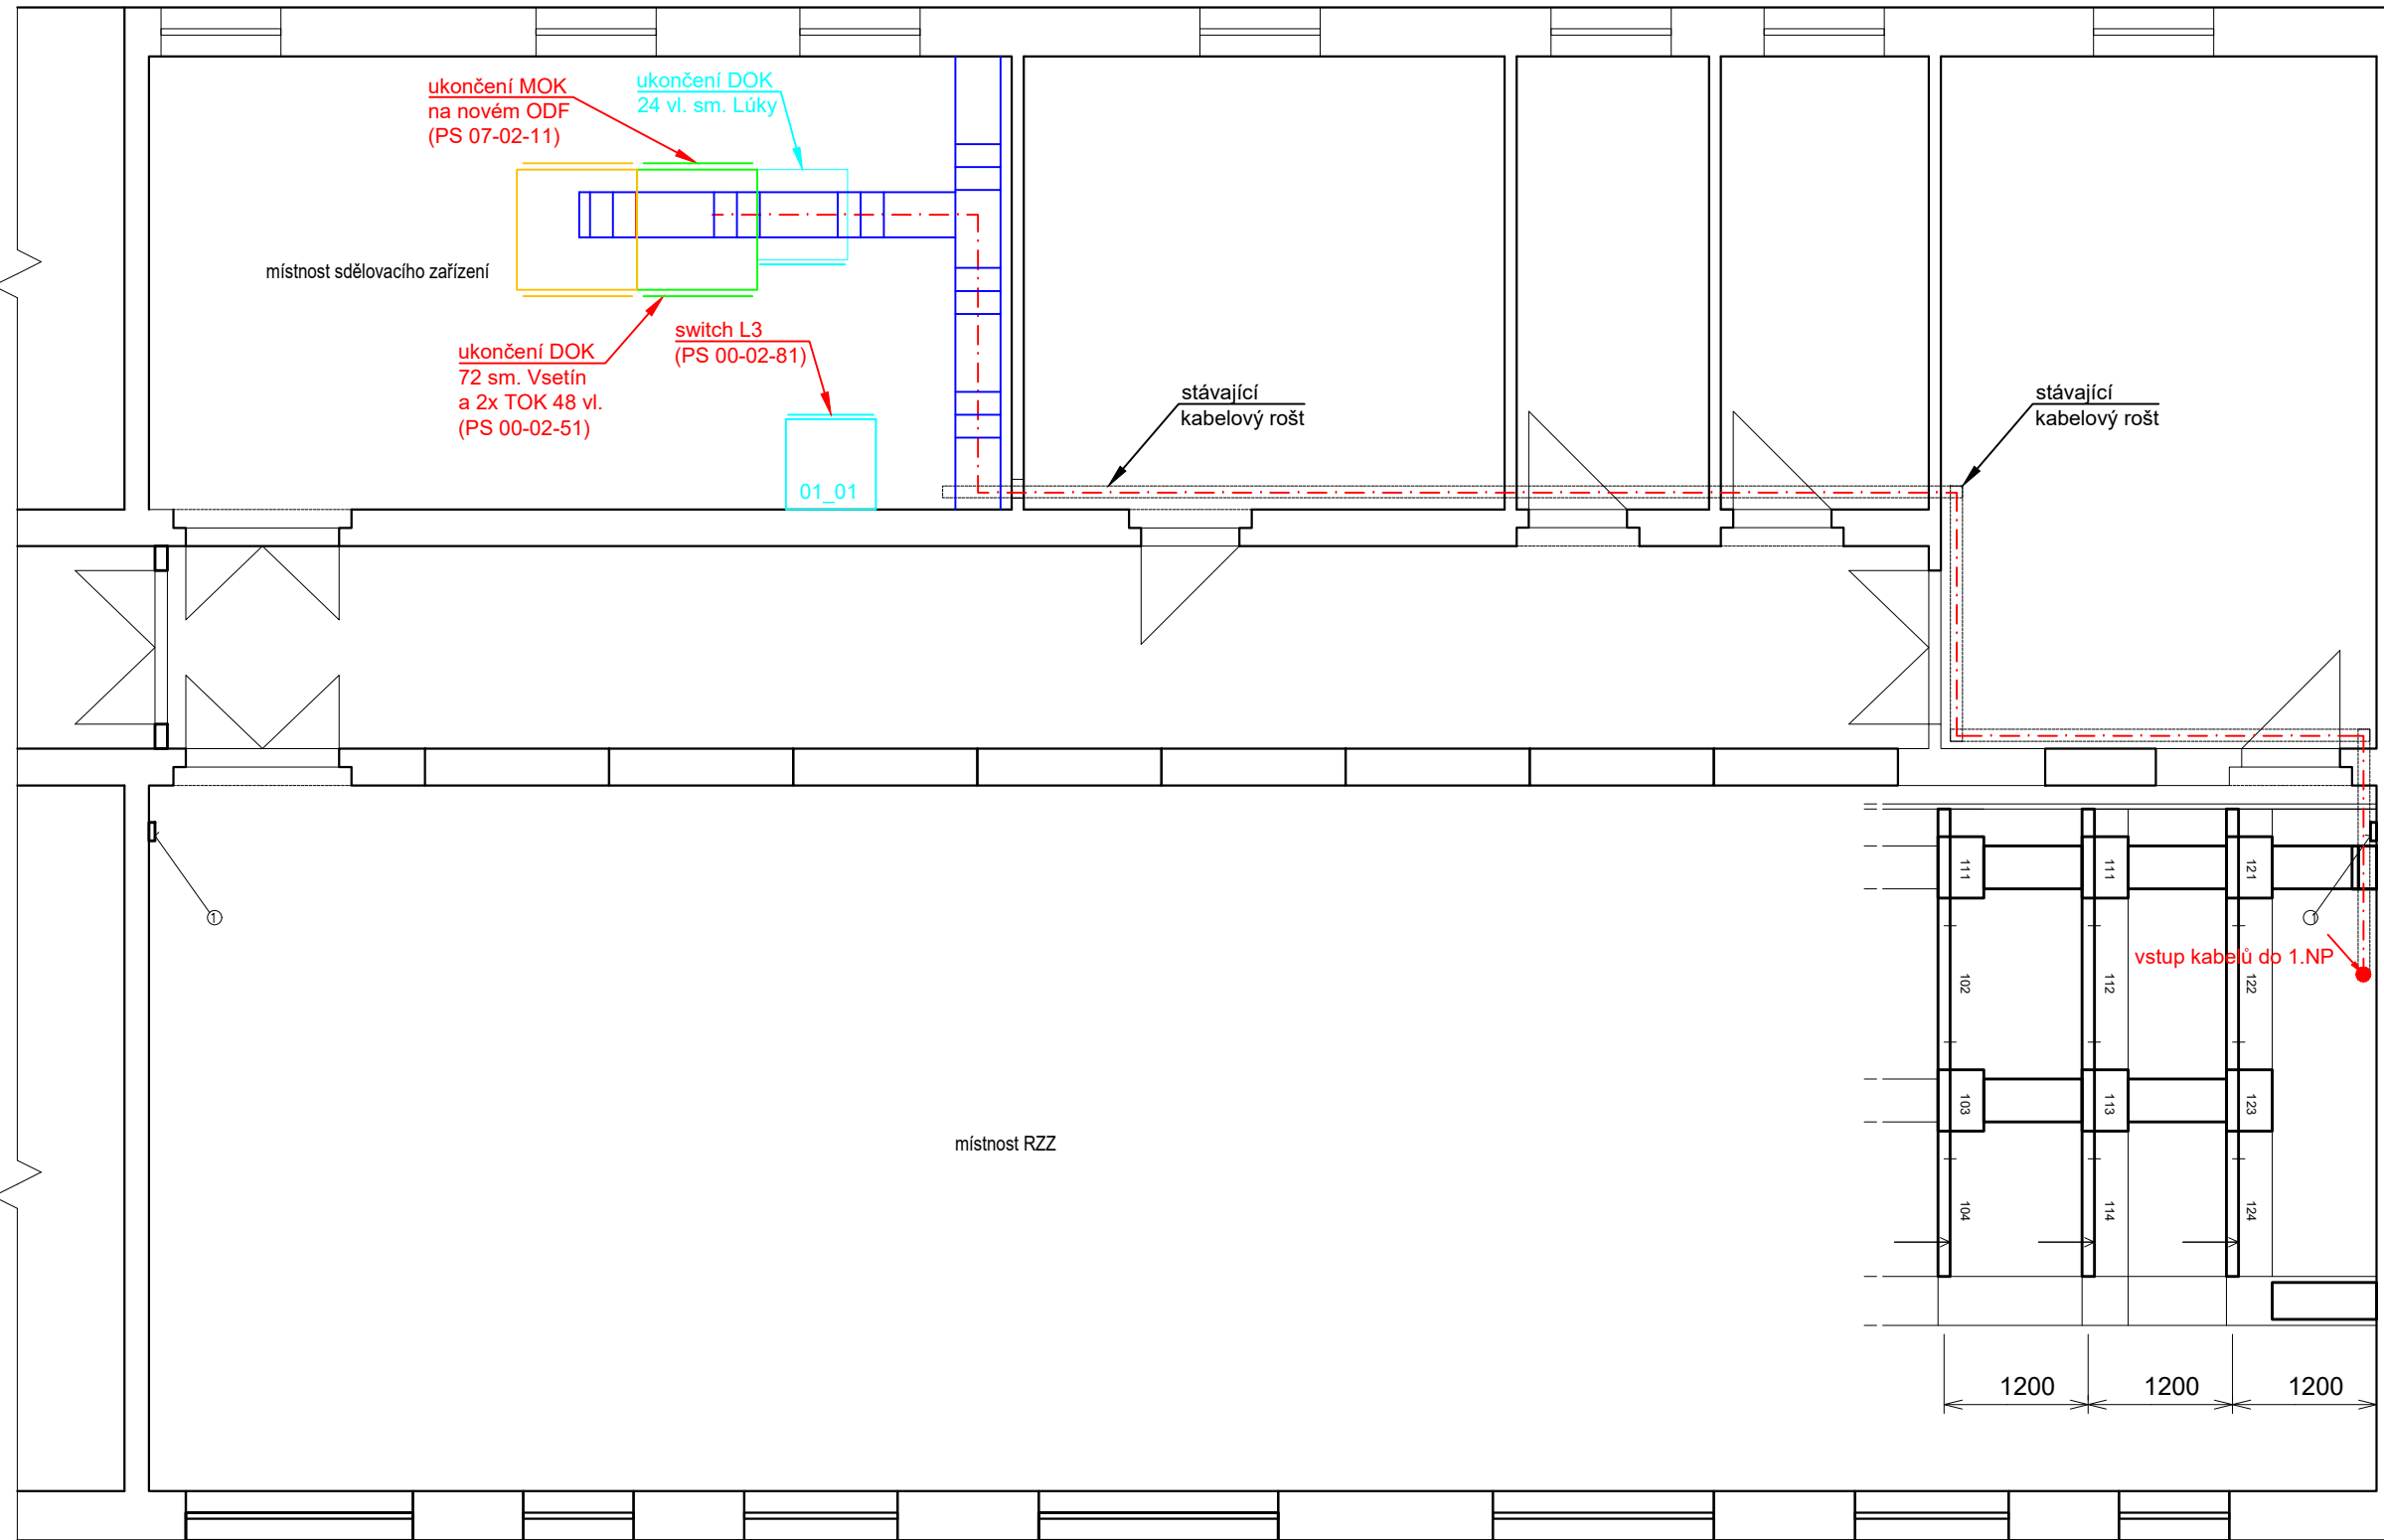 ukončení MOK
na novém ODF
(PS 07-02-11)
ukončení DOK
24 vl. sm. Lúky
místnost sdělovacího zařízení
ukončení DOK
72 sm. Vsetín
a 2x TOK 48 vl.
(PS 00-02-51)
switch L3
(PS 00-02-81)
01_01
stávající
kabelový rošt
stávající
kabelový rošt
1
1
111
111
121
vstup kabelů do 1.NP
102
112
122
103
113
123
místnost RZZ
104
114
124
1200
1200
1200